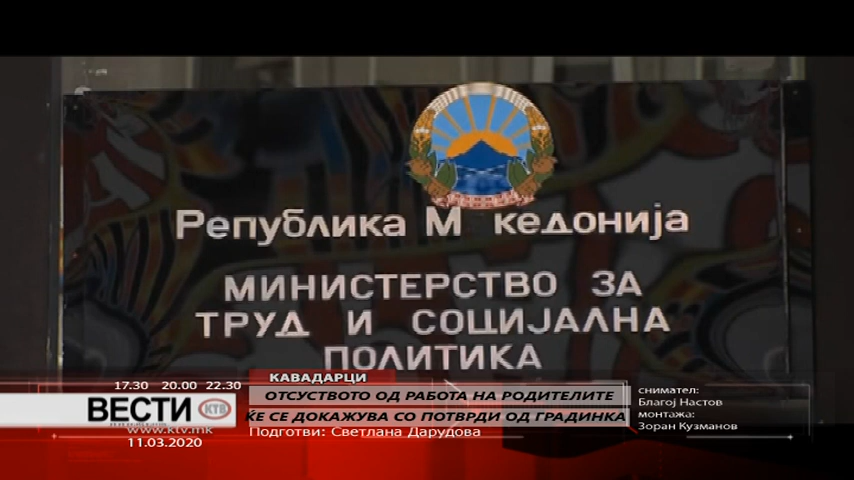 Република М кедонија
МИНИСТЕРСТВО ЗА
ТРУД И СОЦИЈАЛНА
ПОЛИТИКА
КАВАДАРЦИ
17.30 20.00 22.30
ОТСУСТВОТО ОД РАБОТА НА РОДИТЕЛИТЕ
ЌЕ СЕ ДОКАЖУВА СО ПОТВРДИ ОД ГРАДИНКА
ВЕСТИ КТВ
www.ktv.mk
Подготви: Светлана Дарудова
11.03.2020
снимател:
Благој Настов
монтажа:
Зоран Кузманов